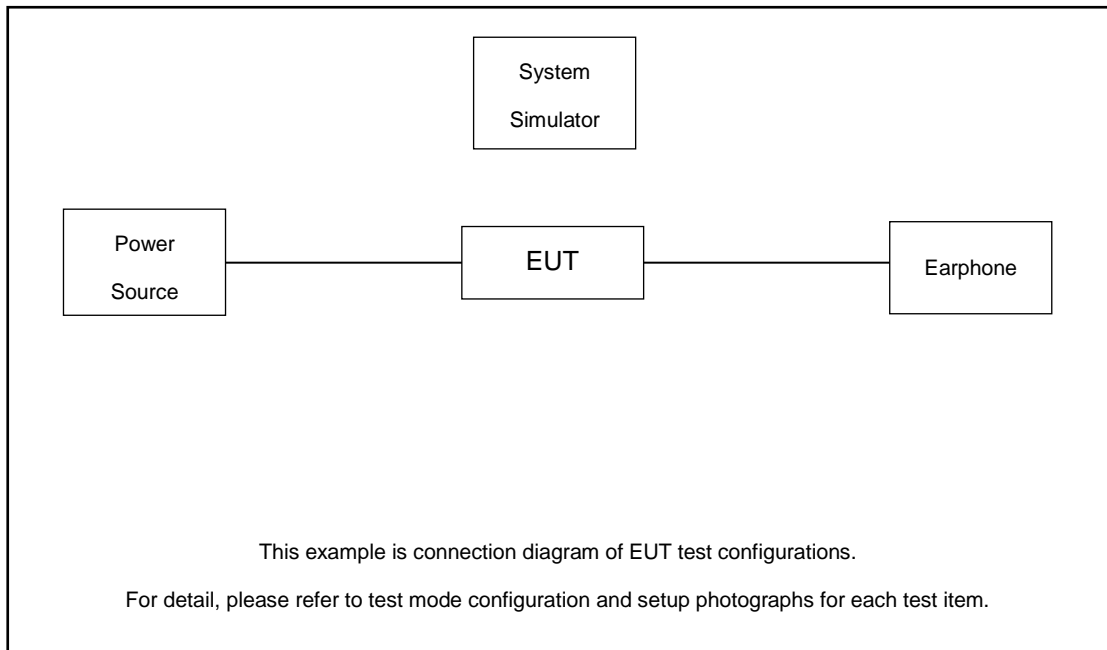 System
Simulator
Power
Source
EUT
Earphone
This example is connection diagram of EUT test configurations.
For detail, please refer to test mode configuration and setup photographs for each test item.